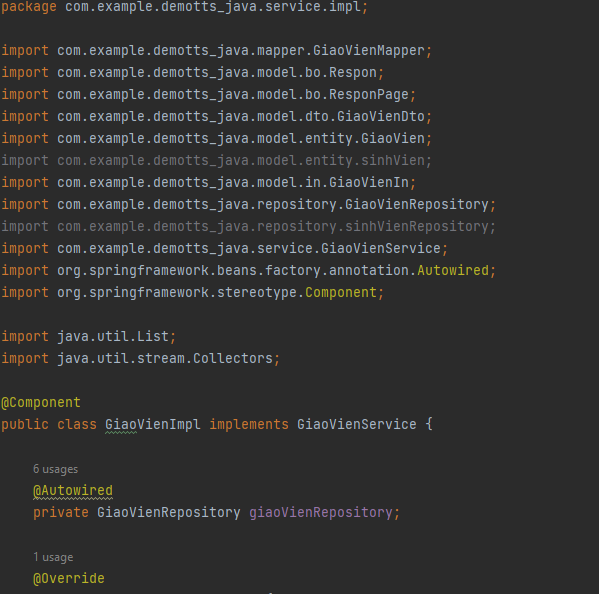 package com.example.demotts_java.service.impl;
import com.example.demotts_java.mapper.GiaoVienMapper;
import com.example.demotts_java.model.bo.Respon;
import com.example.demotts_java.model.bo.ResponPage;
import com.example.demotts_java.model.dto.GiaoVienDto;
import com.example.demotts_java.model.entity.GiaoVien;
import com.example.demotts_java.model.entity.sinhVien;
import com.example.demotts_java.model.in.GiaoVienIn;
import com.example.demotts_java.repository.GiaoVienRepository;
import com.example.demotts_java.repository.sinhVienRepository;
import com.example.demotts_java.service.GiaoVienService;
import org.springframework.beans.factory.annotation.Autowired;
import org.springframework.stereotype.Component;
import java.util.List;
import java.util.stream.Collectors;
@Component
public class GiaoVienImpl implements GiaoVienService {
6 usages
@Autowired
private GiaoVienRepository giaoVienRepository;
1 usage
@Override